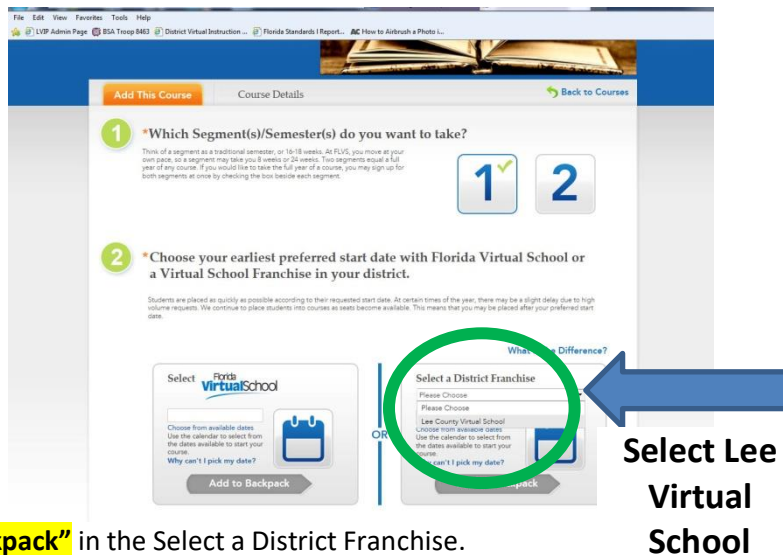 File Edit View Favorites Tools Help
LVIP Admin Page BSA Troop 8463 District Virtual Instruction ... Florida Standards I Report... How to Airbrush a Photo i...
Add This Course Course Details Back to Courses
1 *Which Segment(s)/Semester(s) do you want to take?
Think of a segment as a traditional semester, or 16-18 weeks. At FLVS, you move at your
own pace, so a segment may take you 8 weeks or 24 weeks. Two segments equal a full
year of any course. If you would like to take the full year of a course, you may sign up for
both segments at once by checking the box beside each segment.
1 2
2 *Choose your earliest preferred start date with Florida Virtual School or
a Virtual School Franchise in your district.
Students are placed as quickly as possible according to their requested start date. At certain times of the year, there may be a slight delay due to high
volume requests. We continue to place students into courses as seats become available. This means that you may be placed after your preferred start
date.
What Difference?
Select Florida VirtualSchool
Choose from available dates
Use the calendar to select from
the dates available to start your
course.
Why can't I pick my date?
Add to Backpack
OR
Select a District Franchise
Please Choose
Please Choose
Lee County Virtual School
Choose from available dates
Use the calendar to select from
the dates available to start your
course.
Why can't I pick my date?
pack
Select Lee
Virtual
School
kpack" in the Select a District Franchise.